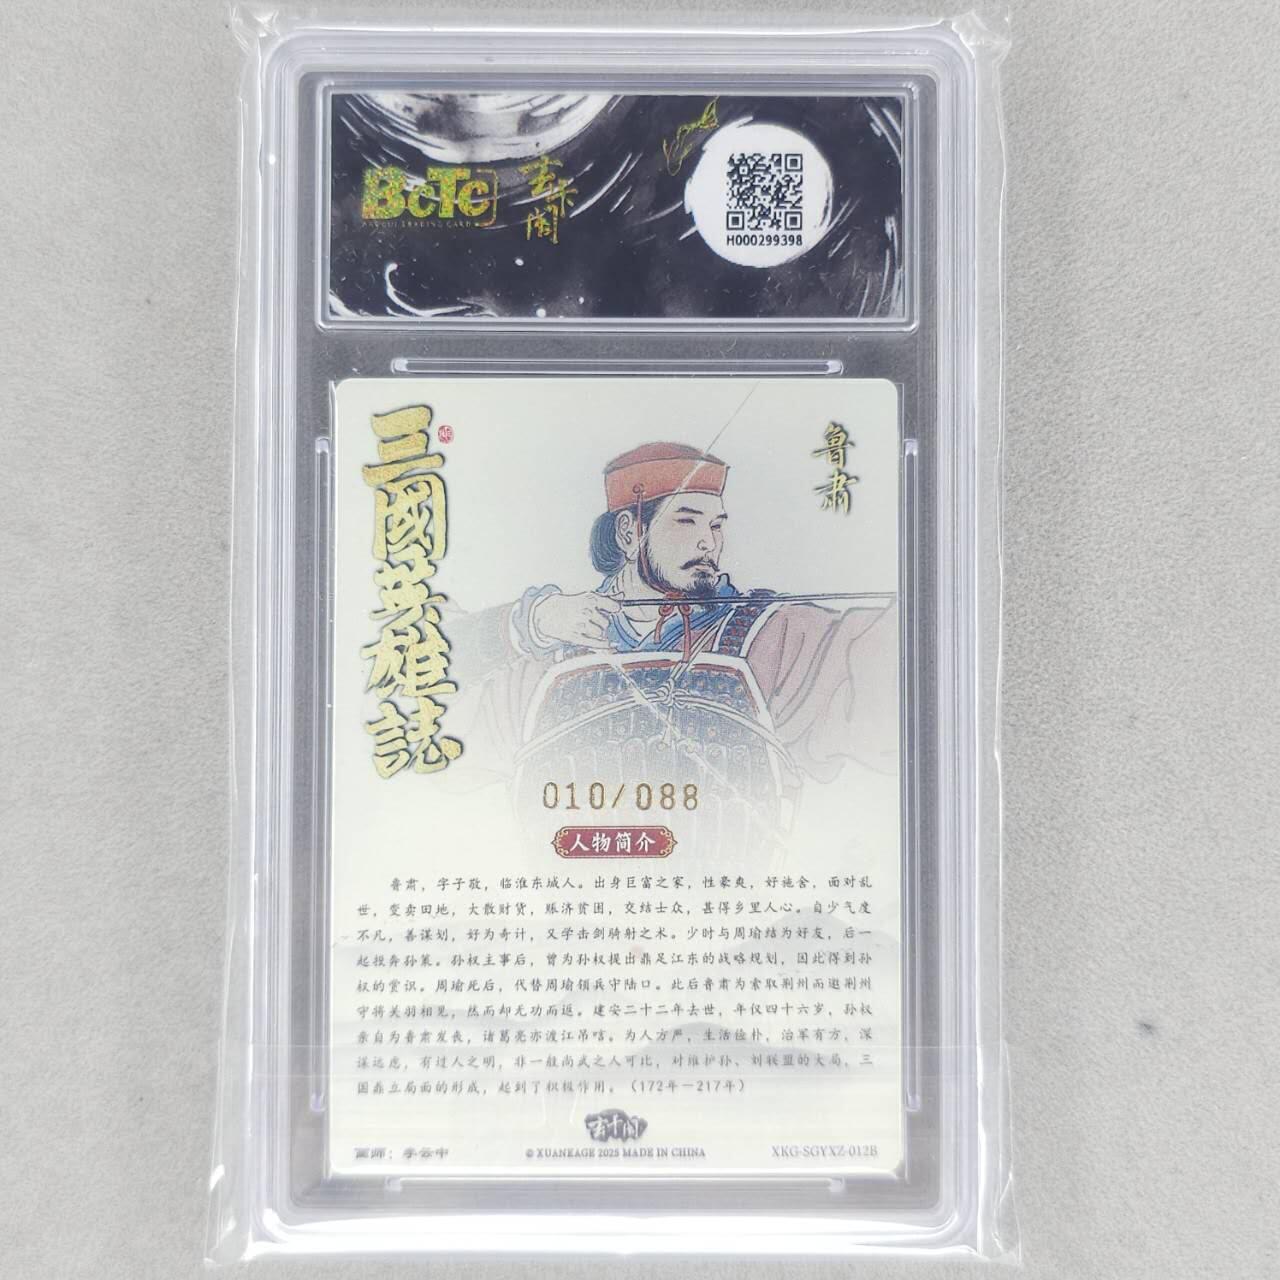 BcTc
玄卡阁
H000299398
三國英雄誌
鲁肃
010/088
人物简介
鲁肃，字子敬，临淮东城人。出身巨富之家，性豪爽，好施舍，面对乱
世，变卖田地，大散财货，赈济贫困，交结士众，甚得乡里人心。自少气度
不凡，善谋划，好为奇计，又学击剑骑射之术。少时与周瑜结为好友，后一
起投奔孙策。孙权主事后，曾为孙权提出鼎足江东的战略规划，因此得到孙
权的赏识。周瑜死后，代替周瑜领兵守陆口。此后鲁肃为索取荆州而邀荆州
守将关羽相见，然而却无功而返。建安二十二年去世，年仅四十六岁，孙权
亲自为鲁肃发丧，诸葛亮亦渡江吊唁。为人方严，生活俭朴，治军有方，深
谋远虑，有过人之明，非一般尚武之人可比，对维护孙、刘联盟的大局，三
国鼎立局面的形成，起到了积极作用。（172年－217年）
玄卡阁
画师：李云中
© XUANKAGE 2025 MADE IN CHINA
XKG-SGYXZ-012B